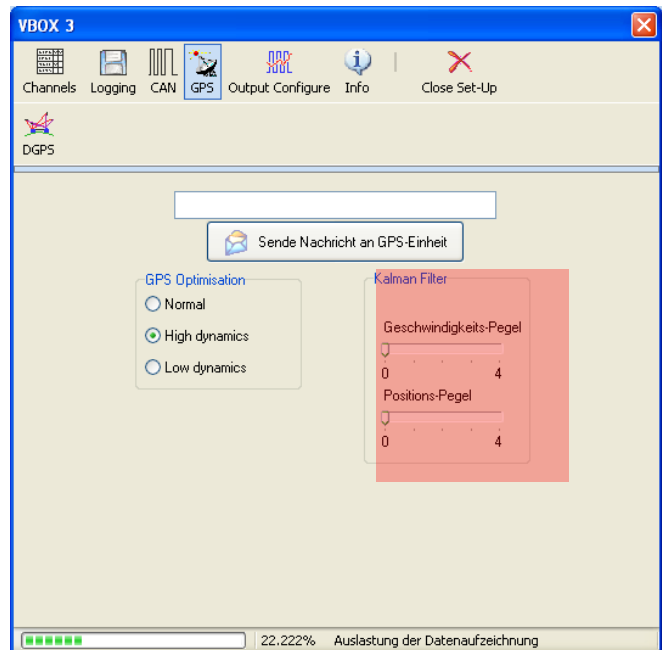 VBOX 3
Channels Logging CAN GPS Output Configure Info Close Set-Up
DGPS
Sende Nachricht an GPS-Einheit
GPS Optimisation
Normal
High dynamics
Low dynamics
Kalman Filter
Geschwindigkeits-Pegel
0 4
Positions-Pegel
0 4
22.222% Auslastung der Datenaufzeichnung